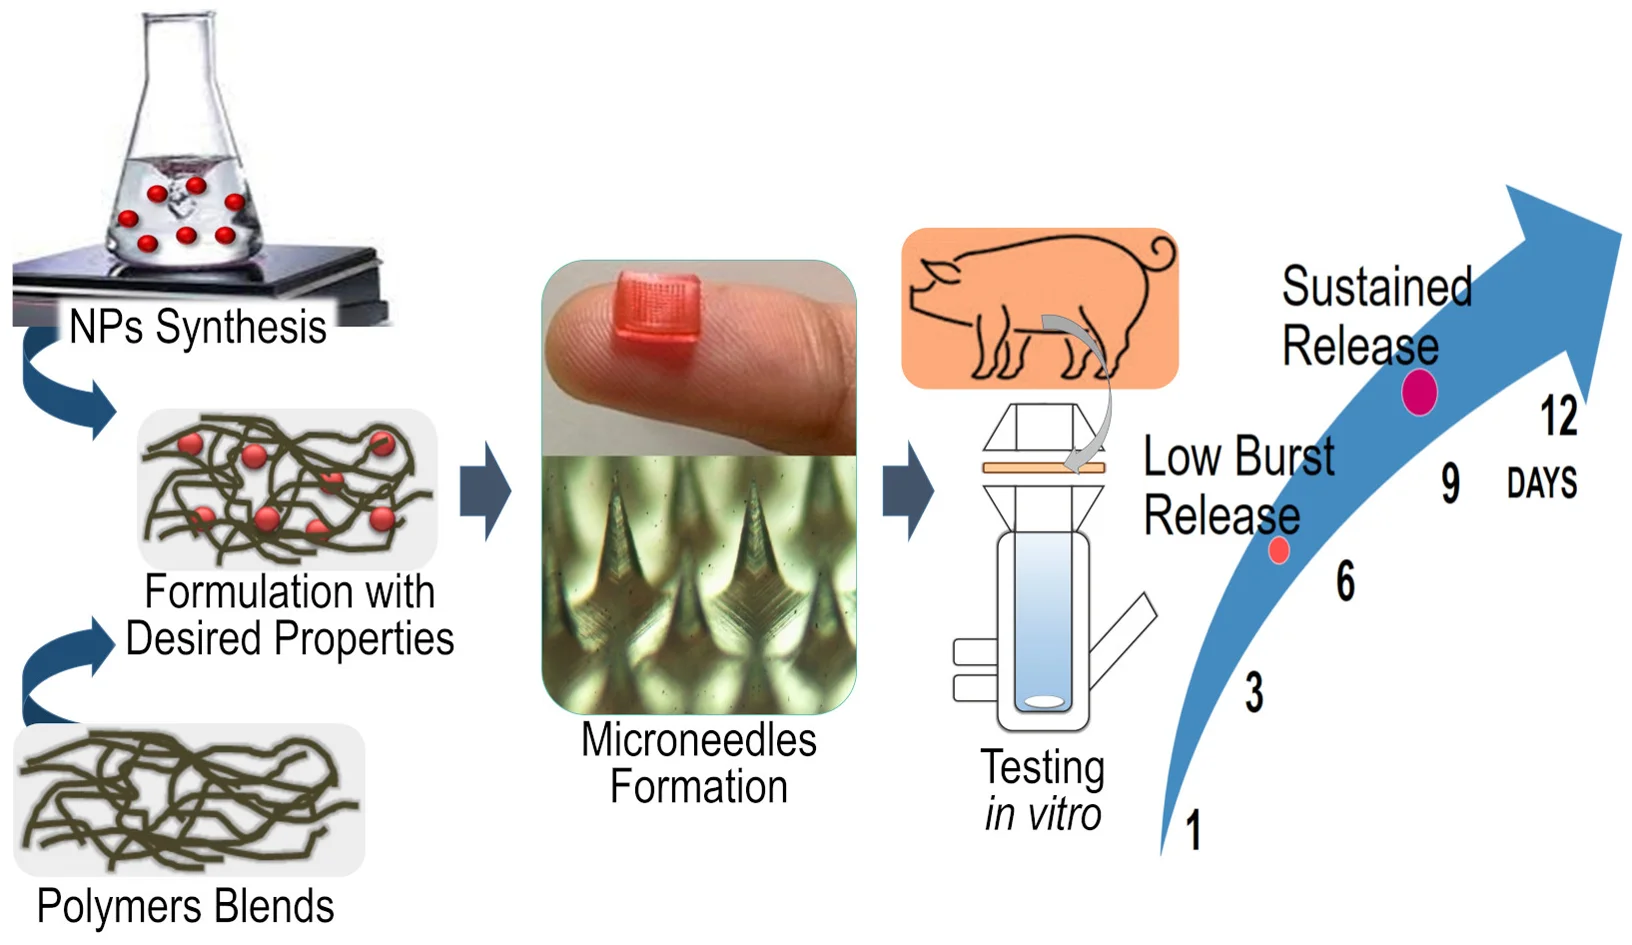 NPs Synthesis
Formulation with
Desired Properties
Polymers Blends
Microneedles
Formation
Testing
in vitro
Low Burst
Release
Sustained
Release
1
3
6
9
12
DAYS